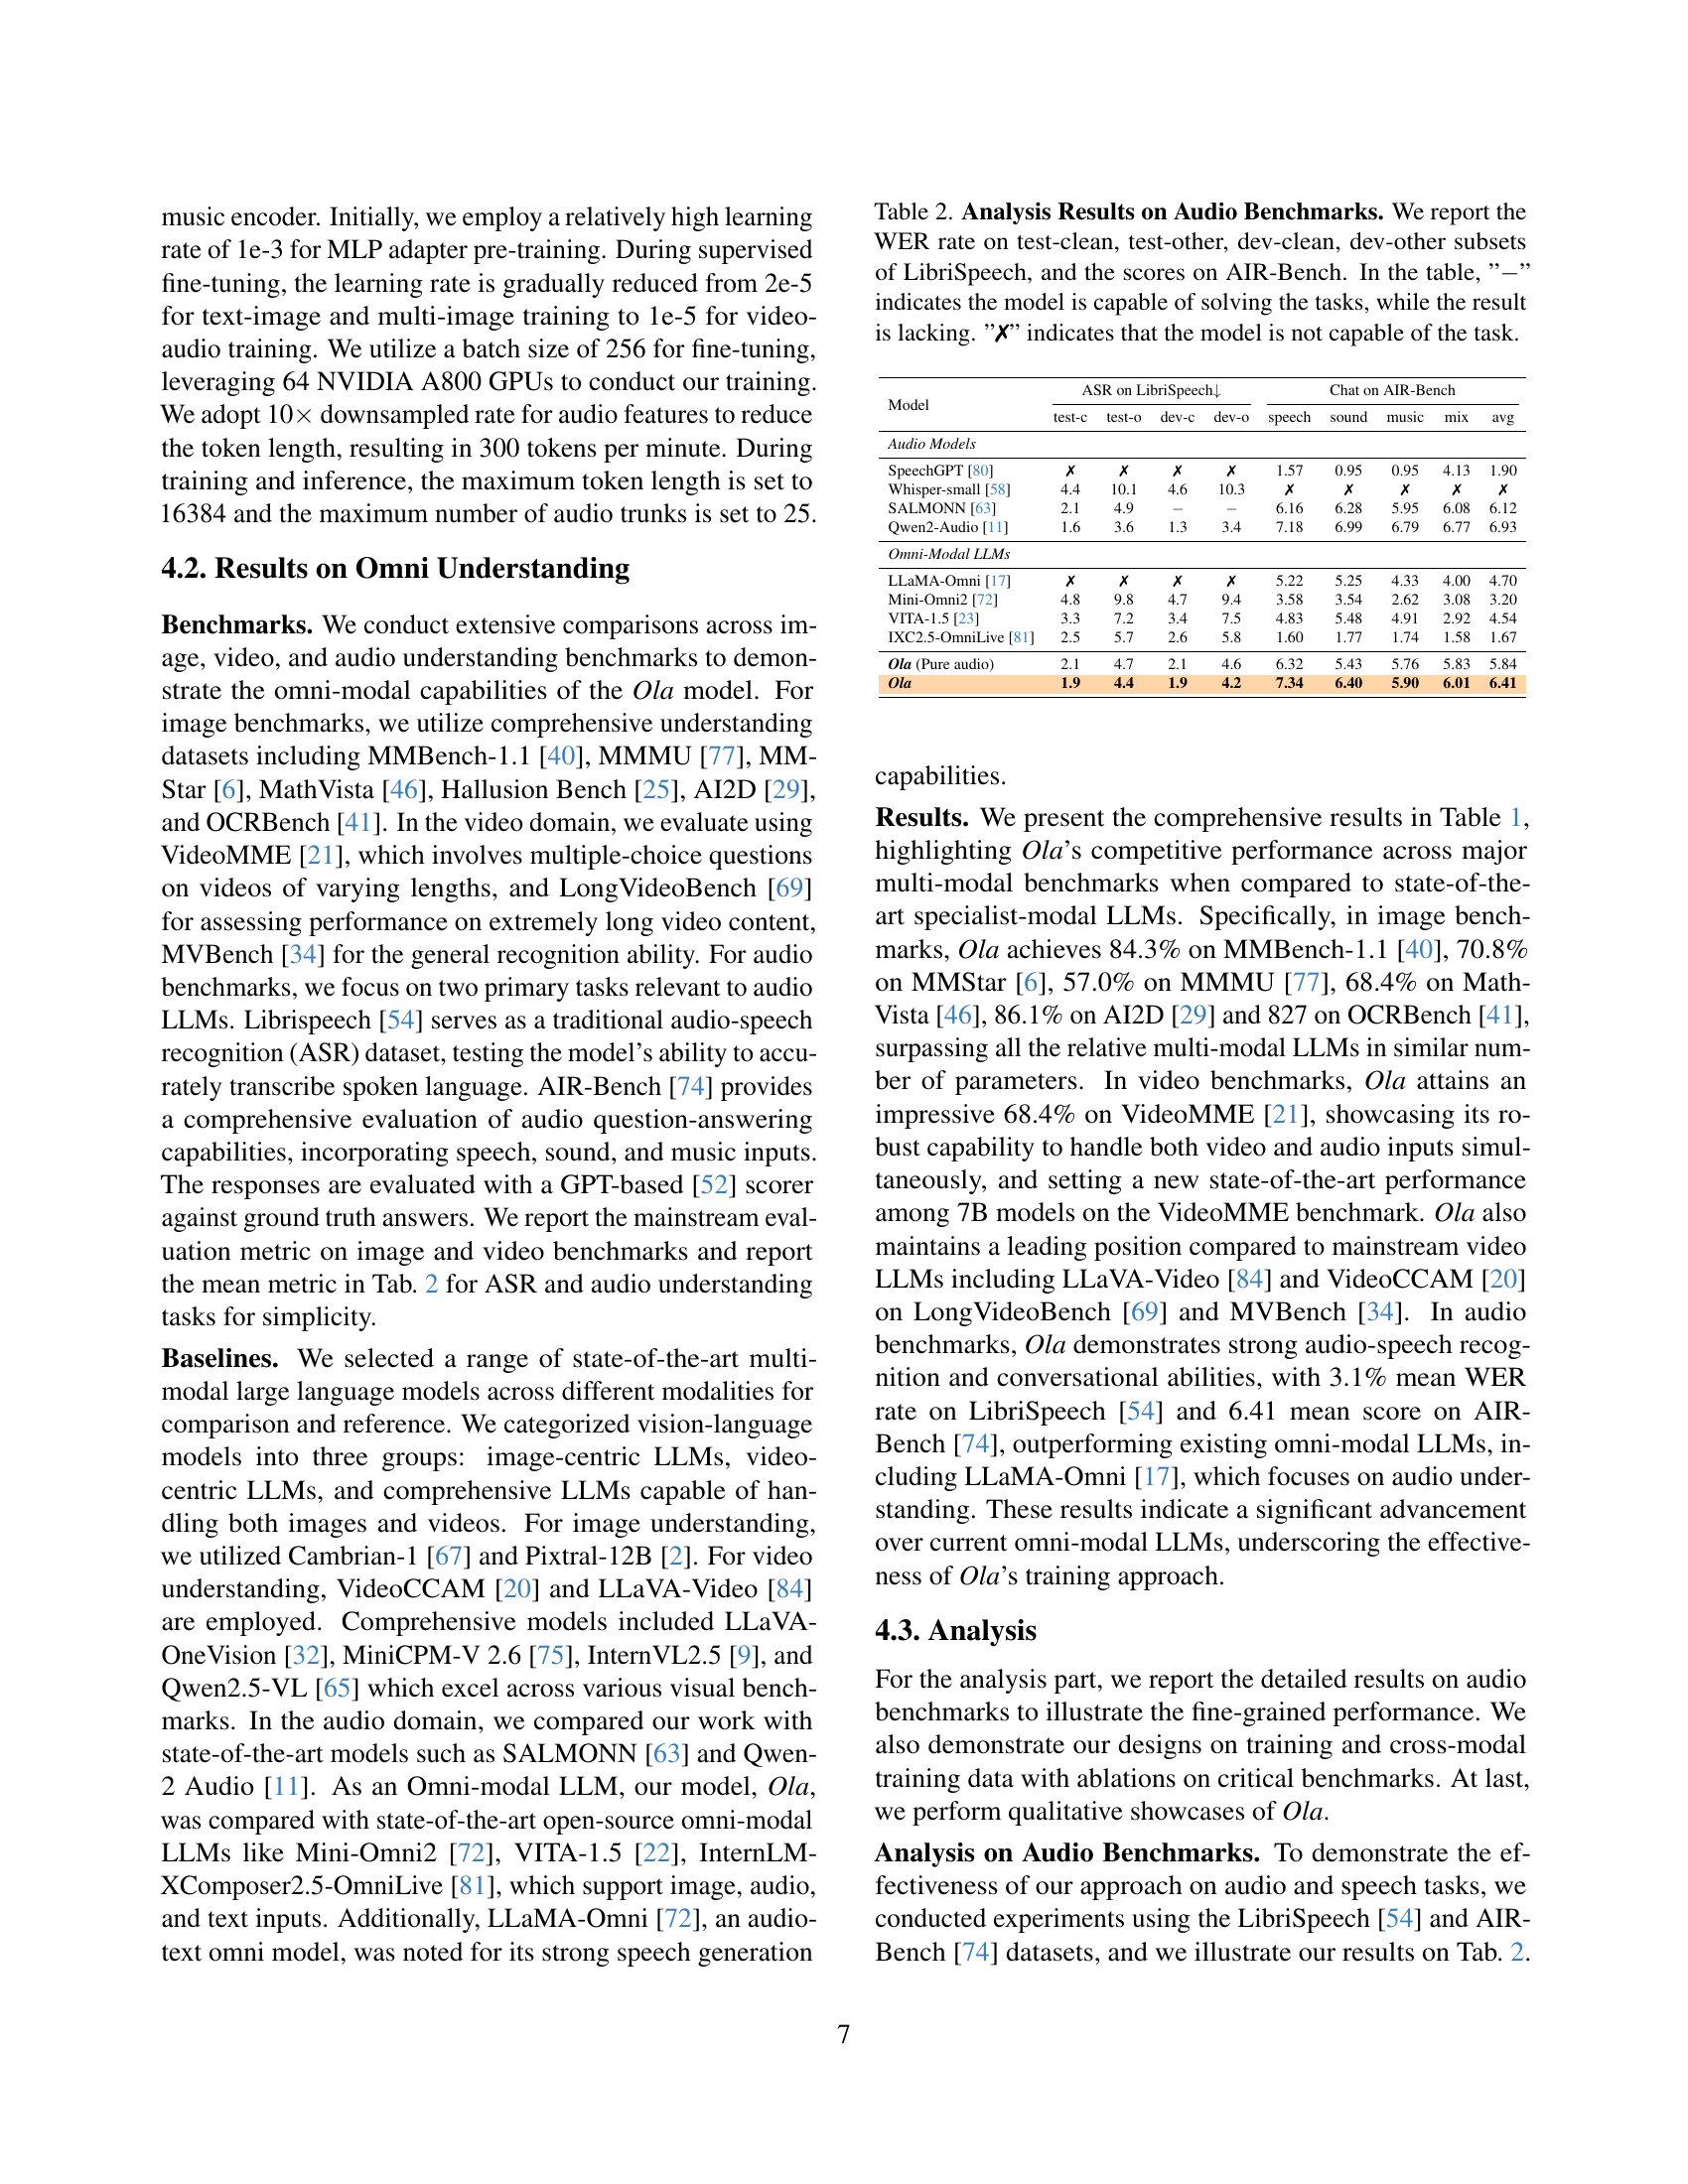 music encoder. Initially, we employ a relatively high learning
rate of 1e-3 for MLP adapter pre-training. During supervised
fine-tuning, the learning rate is gradually reduced from 2e-5
for text-image and multi-image training to 1e-5 for video-
audio training. We utilize a batch size of 256 for fine-tuning,
leveraging 64 NVIDIA A800 GPUs to conduct our training.
We adopt 10× downsampled rate for audio features to reduce
the token length, resulting in 300 tokens per minute. During
training and inference, the maximum token length is set to
16384 and the maximum number of audio trunks is set to 25.
4.2. Results on Omni Understanding
Benchmarks. We conduct extensive comparisons across im-
age, video, and audio understanding benchmarks to demon-
strate the omni-modal capabilities of the Ola model. For
image benchmarks, we utilize comprehensive understanding
datasets including MMBench-1.1 [40], MMMU [77], MM-
Star [6], MathVista [46], Hallusion Bench [25], AI2D [29],
and OCRBench [41]. In the video domain, we evaluate using
VideoMME [21], which involves multiple-choice questions
on videos of varying lengths, and LongVideoBench [69]
for assessing performance on extremely long video content,
MVBench [34] for the general recognition ability. For audio
benchmarks, we focus on two primary tasks relevant to audio
LLMs. Librispeech [54] serves as a traditional audio-speech
recognition (ASR) dataset, testing the model's ability to accu-
rately transcribe spoken language. AIR-Bench [74] provides
a comprehensive evaluation of audio question-answering
capabilities, incorporating speech, sound, and music inputs.
The responses are evaluated with a GPT-based [52] scorer
against ground truth answers. We report the mainstream eval-
uation metric on image and video benchmarks and report
the mean metric in Tab. 2 for ASR and audio understanding
tasks for simplicity.
Baselines. We selected a range of state-of-the-art multi-
modal large language models across different modalities for
comparison and reference. We categorized vision-language
models into three groups: image-centric LLMs, video-
centric LLMs, and comprehensive LLMs capable of han-
dling both images and videos. For image understanding,
we utilized Cambrian-1 [67] and Pixtral-12B [2]. For video
understanding, VideoCCAM [20] and LLaVA-Video [84]
are employed. Comprehensive models included LLaVA-
OneVision [32], MiniCPM-V 2.6 [75], InternVL2.5 [9], and
Qwen2.5-VL [65] which excel across various visual bench-
marks. In the audio domain, we compared our work with
state-of-the-art models such as SALMONN [63] and Qwen-
2 Audio [11]. As an Omni-modal LLM, our model, Ola,
was compared with state-of-the-art open-source omni-modal
LLMs like Mini-Omni2 [72], VITA-1.5 [22], InternLM-
XComposer2.5-OmniLive [81], which support image, audio,
and text inputs. Additionally, LLaMA-Omni [72], an audio-
text omni model, was noted for its strong speech generation
Table 2. Analysis Results on Audio Benchmarks. We report the
WER rate on test-clean, test-other, dev-clean, dev-other subsets
of LibriSpeech, and the scores on AIR-Bench. In the table, ”−”
indicates the model is capable of solving the tasks, while the result
is lacking. ”✗” indicates that the model is not capable of the task.
Model ASR on LibriSpeech↓ Chat on AIR-Bench
test-c test-o dev-c dev-o speech sound music mix avg
Audio Models
SpeechGPT [80] ✗ ✗ ✗ ✗ 1.57 0.95 0.95 4.13 1.90
Whisper-small [58] 4.4 10.1 4.6 10.3 ✗ ✗ ✗ ✗ ✗
SALMONN [63] 2.1 4.9 − − 6.16 6.28 5.95 6.08 6.12
Qwen2-Audio [11] 1.6 3.6 1.3 3.4 7.18 6.99 6.79 6.77 6.93
Omni-Modal LLMs
LLaMA-Omni [17] ✗ ✗ ✗ ✗ 5.22 5.25 4.33 4.00 4.70
Mini-Omni2 [72] 4.8 9.8 4.7 9.4 3.58 3.54 2.62 3.08 3.20
VITA-1.5 [23] 3.3 7.2 3.4 7.5 4.83 5.48 4.91 2.92 4.54
IXC2.5-OmniLive [81] 2.5 5.7 2.6 5.8 1.60 1.77 1.74 1.58 1.67
Ola (Pure audio) 2.1 4.7 2.1 4.6 6.32 5.43 5.76 5.83 5.84
Ola 1.9 4.4 1.9 4.2 7.34 6.40 5.90 6.01 6.41
capabilities.
Results. We present the comprehensive results in Table 1,
highlighting Ola's competitive performance across major
multi-modal benchmarks when compared to state-of-the-
art specialist-modal LLMs. Specifically, in image bench-
marks, Ola achieves 84.3% on MMBench-1.1 [40], 70.8%
on MMStar [6], 57.0% on MMMU [77], 68.4% on Math-
Vista [46], 86.1% on AI2D [29] and 827 on OCRBench [41],
surpassing all the relative multi-modal LLMs in similar num-
ber of parameters. In video benchmarks, Ola attains an
impressive 68.4% on VideoMME [21], showcasing its ro-
bust capability to handle both video and audio inputs simul-
taneously, and setting a new state-of-the-art performance
among 7B models on the VideoMME benchmark. Ola also
maintains a leading position compared to mainstream video
LLMs including LLaVA-Video [84] and VideoCCAM [20]
on LongVideoBench [69] and MVBench [34]. In audio
benchmarks, Ola demonstrates strong audio-speech recog-
nition and conversational abilities, with 3.1% mean WER
rate on LibriSpeech [54] and 6.41 mean score on AIR-
Bench [74], outperforming existing omni-modal LLMs, in-
cluding LLaMA-Omni [17], which focuses on audio under-
standing. These results indicate a significant advancement
over current omni-modal LLMs, underscoring the effective-
ness of Ola's training approach.
4.3. Analysis
For the analysis part, we report the detailed results on audio
benchmarks to illustrate the fine-grained performance. We
also demonstrate our designs on training and cross-modal
training data with ablations on critical benchmarks. At last,
we perform qualitative showcases of Ola.
Analysis on Audio Benchmarks. To demonstrate the ef-
fectiveness of our approach on audio and speech tasks, we
conducted experiments using the LibriSpeech [54] and AIR-
Bench [74] datasets, and we illustrate our results on Tab. 2.
7